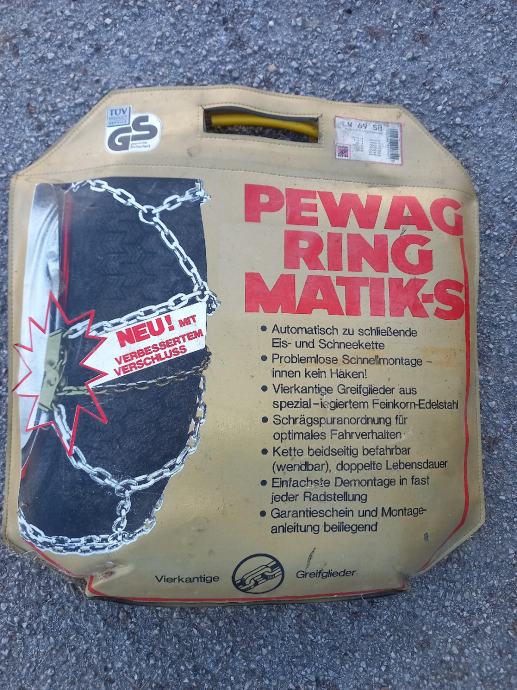 TÜV
GS
LM 69 SB
PEWAG
RING
MATIK-S
NEU! MIT
VERBESSERTEM
VERSCHLUSS
• Automatisch zu schließende
Eis- und Schneekette
• Problemlose Schnellmontage –
innen kein Haken!
• Vierkantige Greifglieder aus
spezial-legiertem Feinkorn-Edelstahl
• Schrägspuranordnung für
optimales Fahrverhalten
• Kette beidseitig befahrbar
(wendbar), doppelte Lebensdauer
• Einfachste Demontage in fast
jeder Radstellung
• Garantieschein und Montage-
anleitung beiliegend
Vierkantige Greifglieder